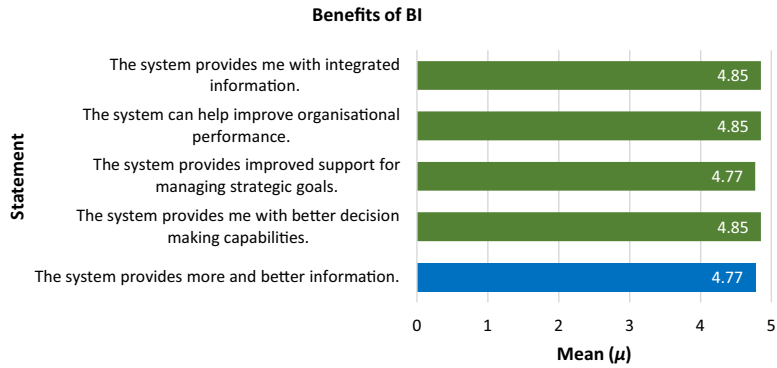 Benefits of BI
Statement
The system provides me with integrated
information.
4.85
The system can help improve organisational
performance.
4.85
The system provides improved support for
managing strategic goals.
4.77
The system provides me with better decision
making capabilities.
4.85
The system provides more and better information.
4.77
0 1 2 3 4 5
Mean (μ)